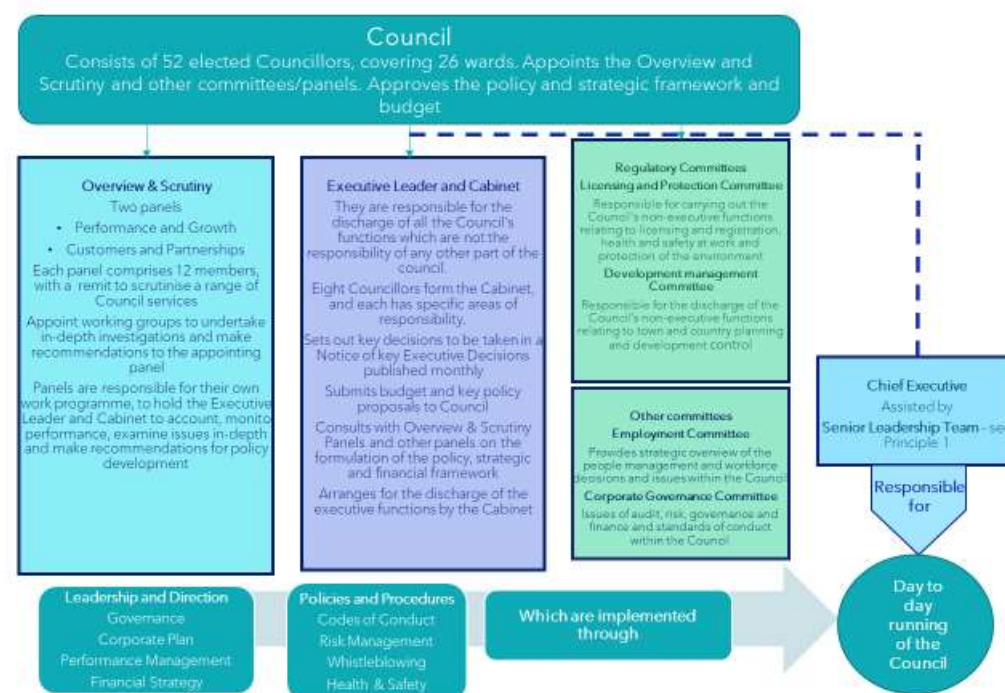 Council
Consists of 52 elected Councillors, covering 26 wards. Appoints the Overview and
Scrutiny and other committees/panels. Approves the policy and strategic framework and
budget
Overview & Scrutiny
Two panels
• Performance and Growth
• Customers and Partnerships
Each panel comprises 12 members,
with a remit to scrutinise a range of
Council services
Appoint working groups to undertake
in-depth investigations and make
recommendations to the appointing
panel
Panels are responsible for their own
work programme, to hold the Executive
Leader and Cabinet to account, monito
performance, examine issues in-depth
and make recommendations for policy
development
Executive Leader and Cabinet
They are responsible for the
discharge of all the Council's
functions which are not the
responsibility of any other part of the
council.
Eight Councillors form the Cabinet,
and each has specific areas of
responsibility.
Sets out key decisions to be taken in a
Notice of key Executive Decisions
published monthly
Submits budget and key policy
proposals to Council
Consults with Overview & Scrutiny
Panels and other panels on the
formulation of the policy, strategic
and financial framework
Arranges for the discharge of the
executive functions by the Cabinet
Regulatory Committees
Licensing and Protection Committee
Responsible for carrying out the
Council's non-executive functions
relating to licensing and registration,
health and safety at work and
protection of the environment
Development management
Committee
Responsible for the discharge of the
Council's non-executive functions
relating to town and country planning
and development control
Other committees
Employment Committee
Provides strategic overview of the
people management and workforce
decisions and issues within the Council
Corporate Governance Committee
Issues of audit, risk, governance and
finance and standards of conduct
within the Council
Chief Executive
Assisted by
Senior Leadership Team - see
Principle 1
Responsible
for
Day to
day
running
of the
Council
Leadership and Direction
Governance
Corporate Plan
Performance Management
Financial Strategy
Policies and Procedures
Codes of Conduct
Risk Management
Whistleblowing
Health & Safety
Which are implemented
through